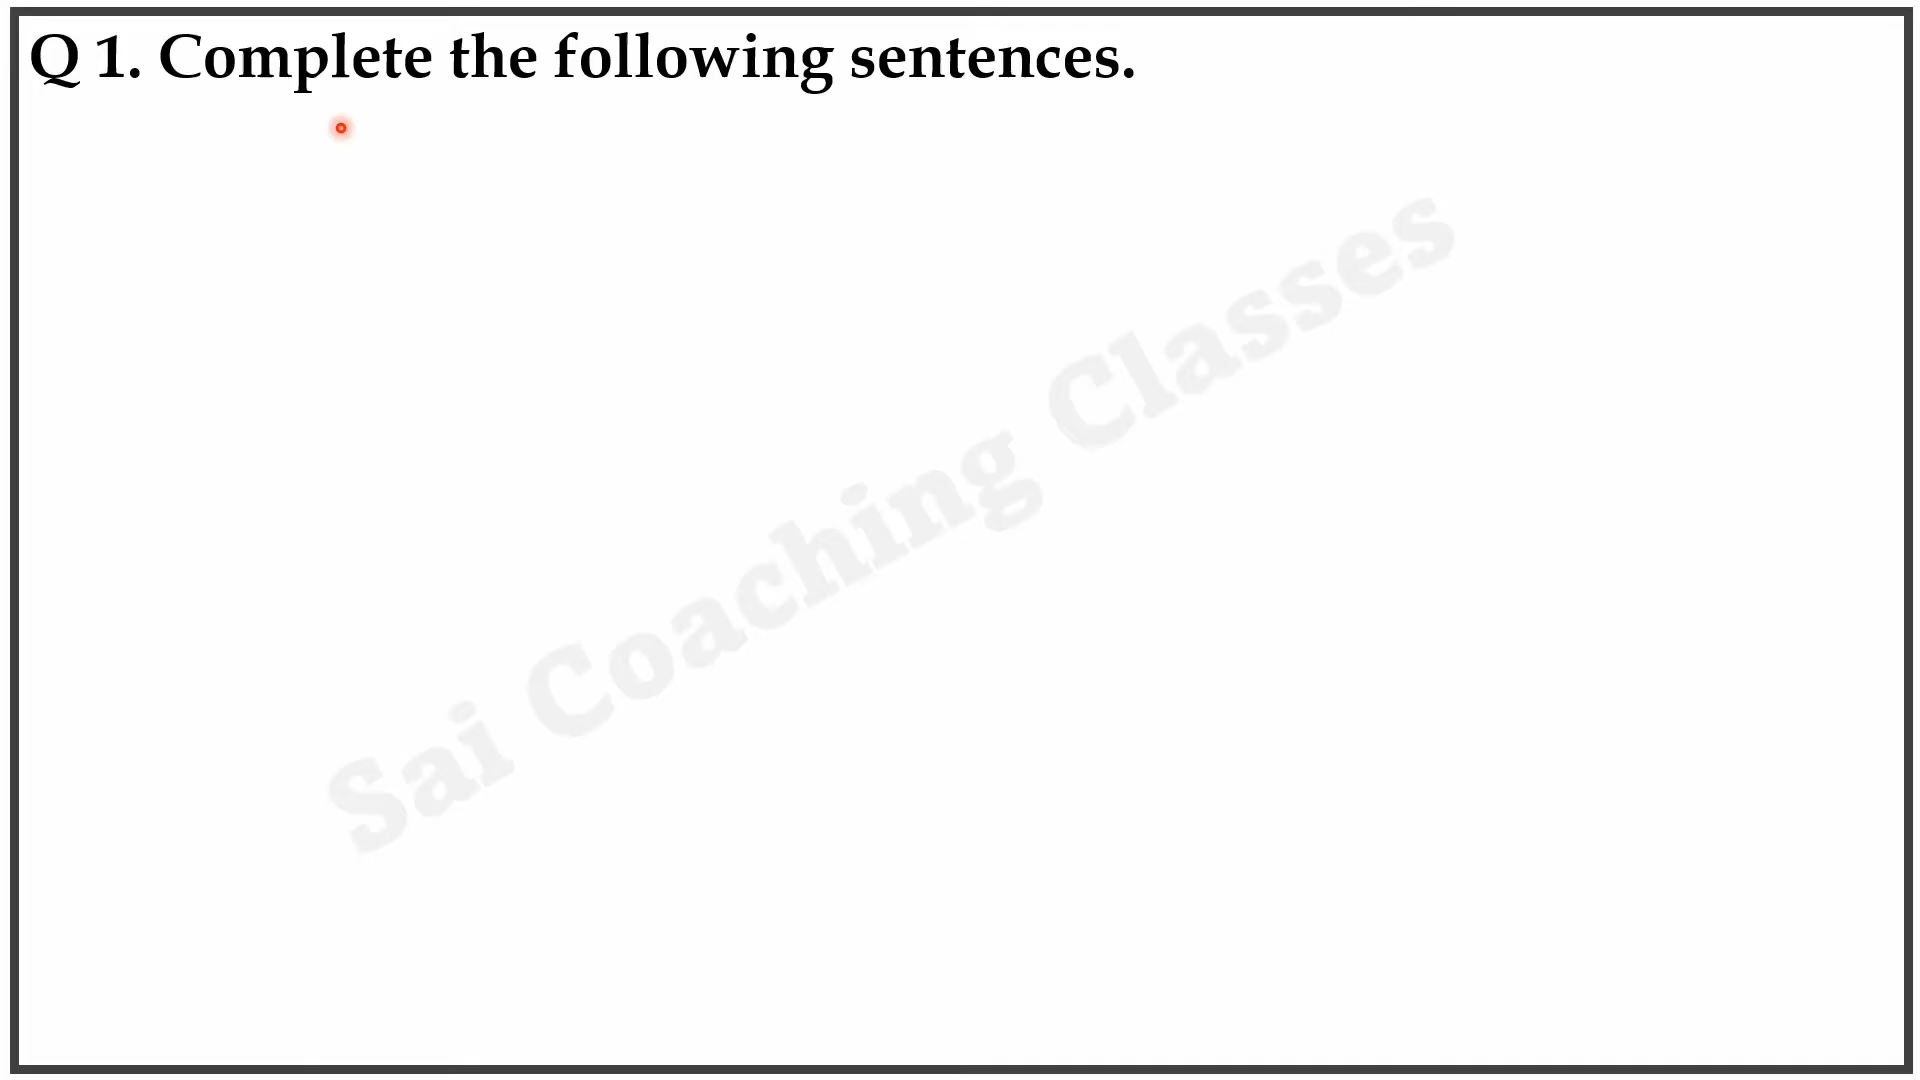 Q 1. Complete the following sentences.
Sai Coaching Classes